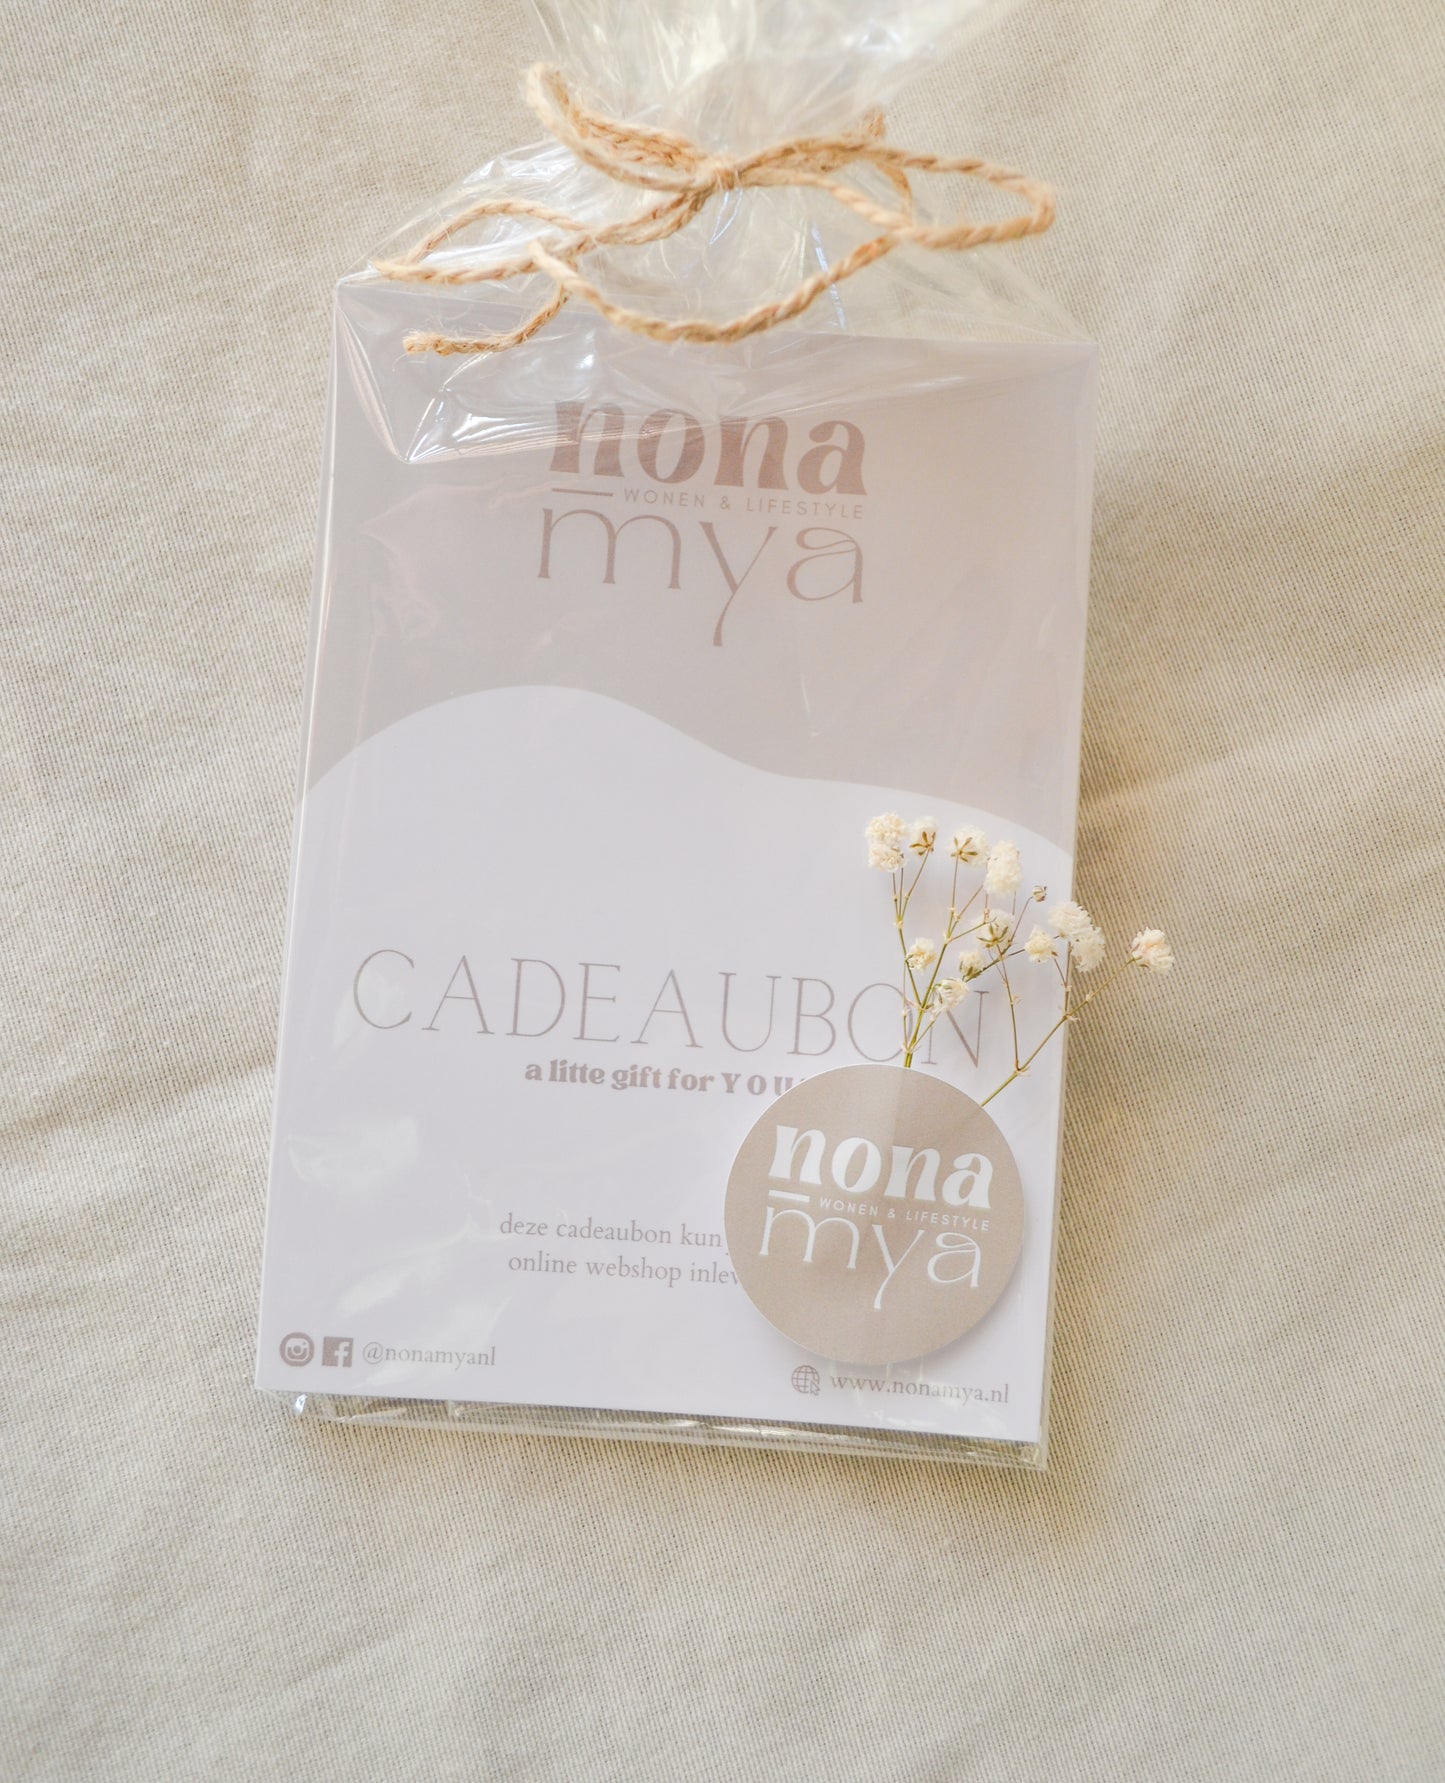 nona
WONEN & LIFESTYLE
mya
CADEAUBON
a litte gift for YOU
deze cadeaubon kun
online webshop
@nonamyanl
www.nonamya.nl
nona
WONEN & LIFESTYLE
mya